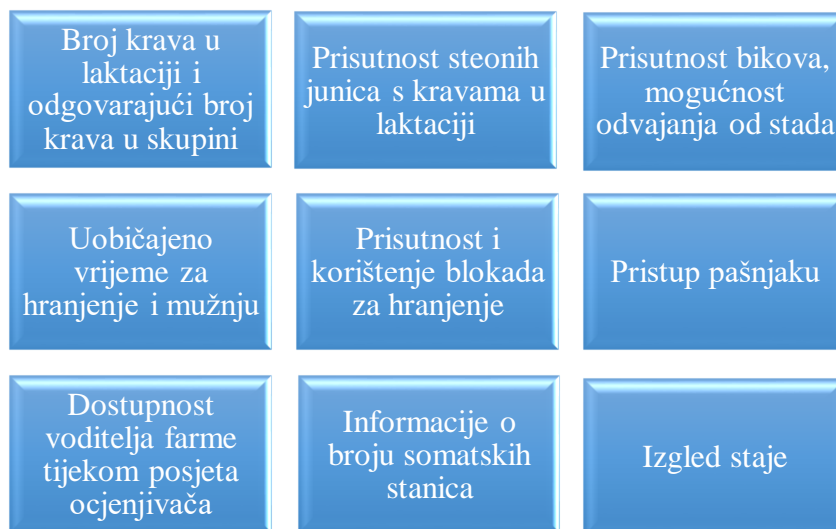 Broj krava u
laktaciji i
odgovarajući broj
krava u skupini
Prisutnost steonih
junica s kravama u
laktaciji
Prisutnost bikova,
mogućnost
odvajanja od stada
Uobičajeno
vrijeme za
hranjenje i mužnju
Prisutnost i
korištenje blokada
za hranjenje
Pristup pašnjaku
Dostupnost
voditelja farme
tijekom posjeta
ocjenjivača
Informacije o
broju somatskih
stanica
Izgled staje